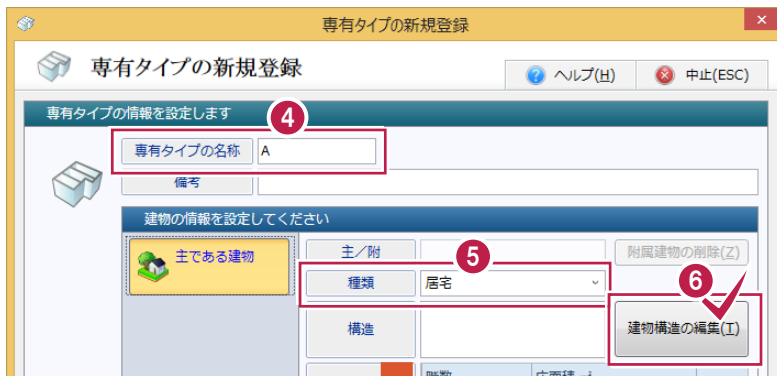 専有タイプの新規登録
専有タイプの新規登録
ヘルプ(H)
中止(ESC)
専有タイプの情報を設定します
4
専有タイプの名称
A
備考
建物の情報を設定してください
主である建物
主／附
5
附属建物の削除(Z)
種類
居宅
6
構造
建物構造の編集(I)